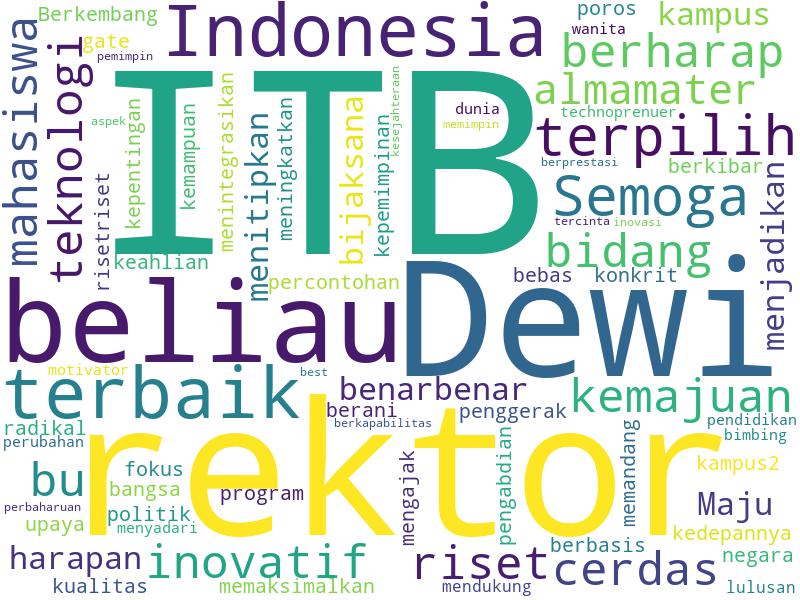 Berkembang
Indonesia
poros
kampus
wanita
gate
pemimpin
berharap
mahasiswa
teknologi
ITB
almamater
aspek
kepentingan
kemampuan
menintegrasikan
menitipkan
meningkatkan
bijaksana
kepemimpinan
kesejahteraan
dunia
memimpin
technoprenuer
terpilih
berprestasi
berkibar
risetriset
Semoga
menjadikan
tercinta
inovasi
keahlian
bidang
percontohan
bebas
konkrit
beliau
Dewi
motivator
best
terbaik
benarbenar
kemajuan
berani
penggerak
berkapabilitas
radikal
perubahan
rektor
pendidikan
bimbing
fokus
bu
bangsa
program
mengajak
pengabdian
memandang
kampus2
perbaharuan
politik
Maju
upaya
menyadari
kedepannya
harapan
inovatif
riset
berbasis
cerdas
negara
kualitas
memaksimalkan
mendukung
lulusan